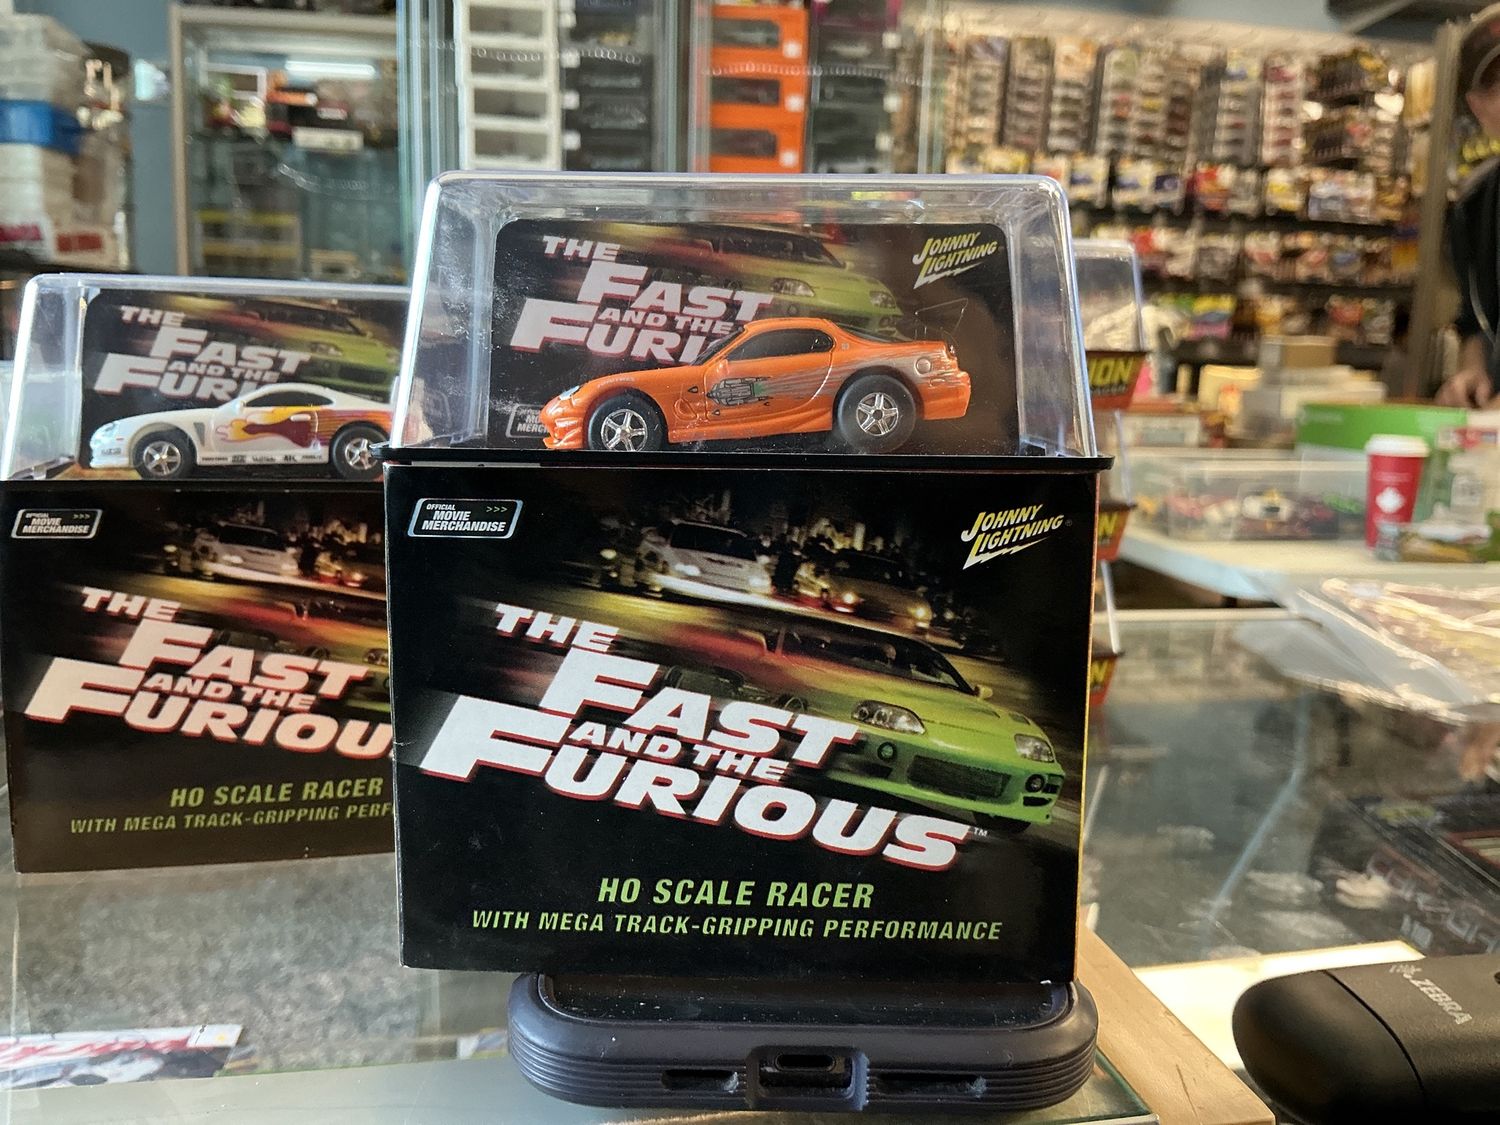 THE
FAST
AND THE
FURI
JOHNNY
LIGHTNING
THE
FAST
AND THE
FURI
OFFICIAL
MOVIE
MERCHANDISE
>>>
JOHNNY
LIGHTNING®
THE
FAST
AND THE
FURIOUS™
HO SCALE RACER
WITH MEGA TRACK-GRIPPING PERFORMANCE
OFFICIAL
MOVIE
MERCHANDISE
>>>
THE
FAST
AND THE
FURIOU
HO SCALE RACER
WITH MEGA TRACK-GRIPPING PERF
ION
ZEBRA